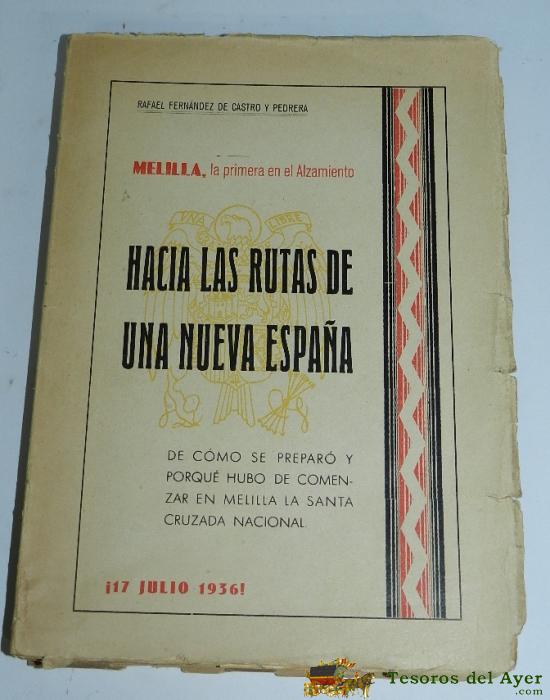 RAFAEL FERNÁNDEZ DE CASTRO Y PEDRERA
MELILLA, la primera en el Alzamiento
UNA LIBRE
HACIA LAS RUTAS DE
UNA NUEVA ESPAÑA
DE CÓMO SE PREPARÓ Y
PORQUÉ HUBO DE COMEN-
ZAR EN MELILLA LA SANTA
CRUZADA NACIONAL
¡17 JULIO 1936!
Tesoros del Ayer
.com